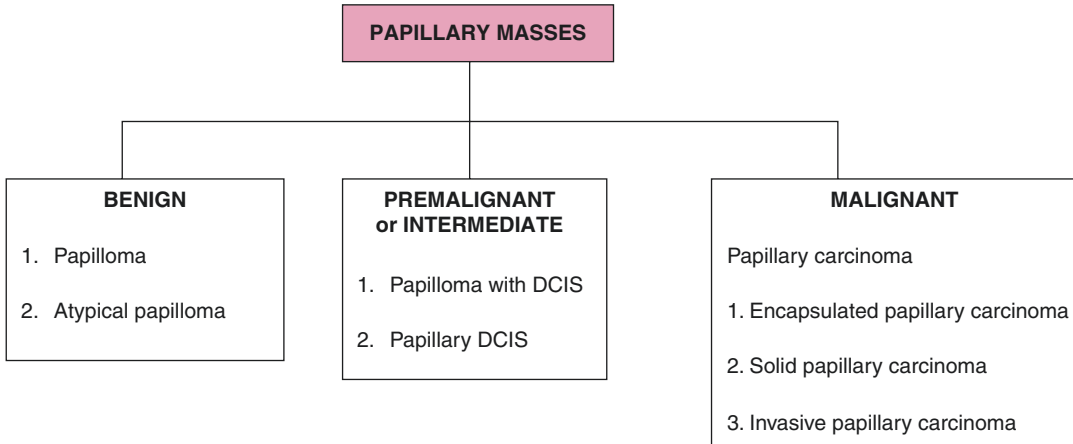 PAPILLARY MASSES
BENIGN
1. Papilloma
2. Atypical papilloma
PREMALIGNANT
or INTERMEDIATE
1. Papilloma with DCIS
2. Papillary DCIS
MALIGNANT
Papillary carcinoma
1. Encapsulated papillary carcinoma
2. Solid papillary carcinoma
3. Invasive papillary carcinoma